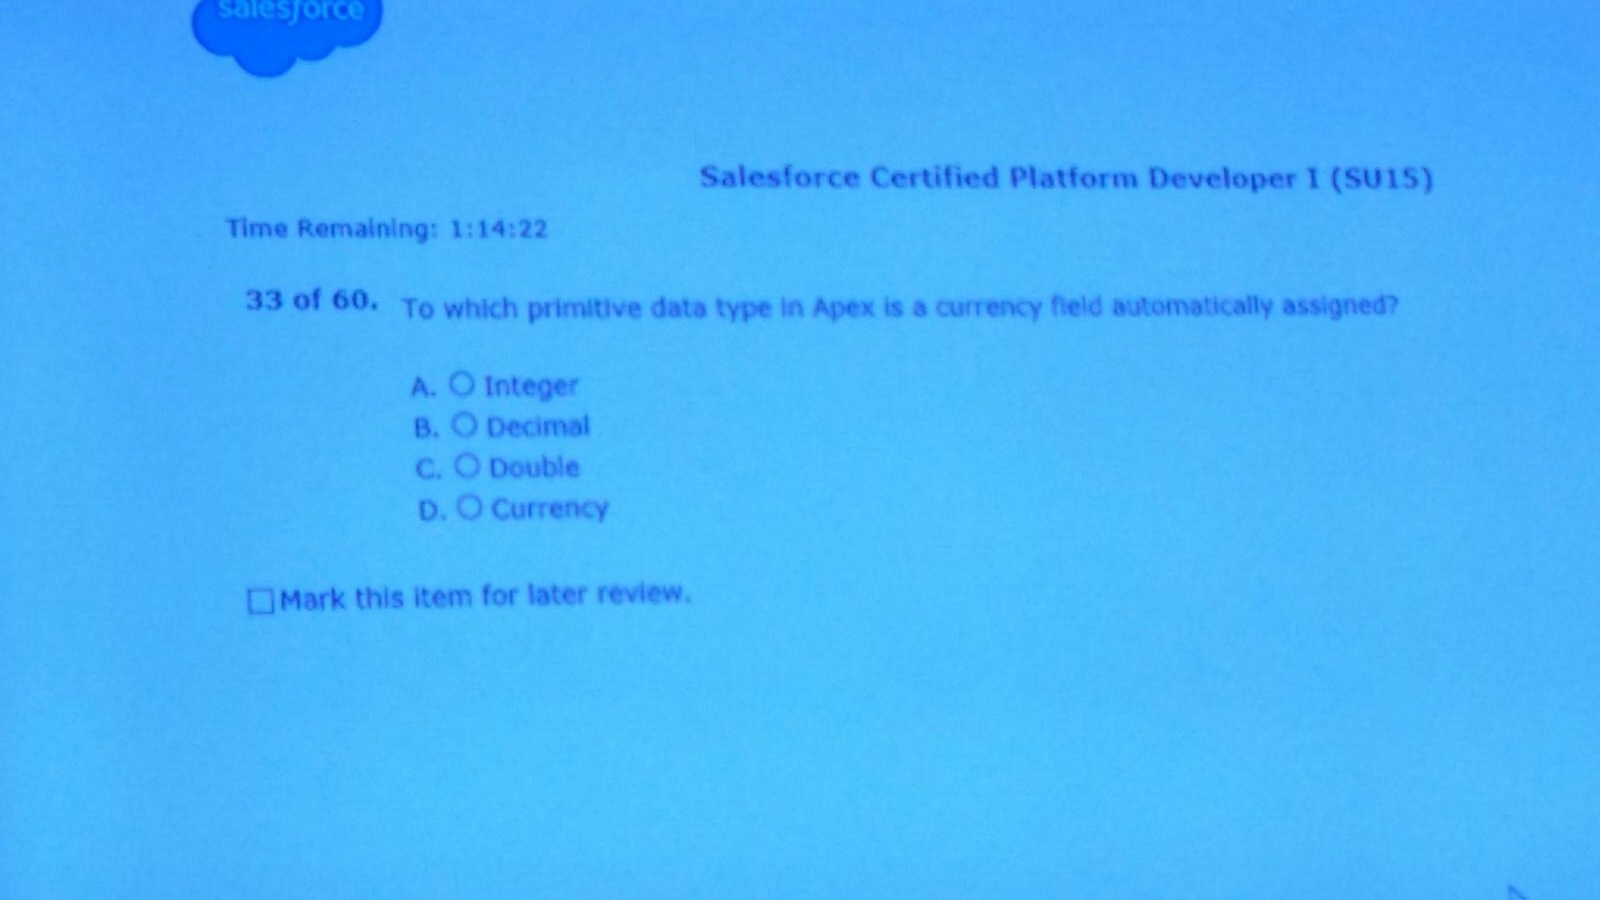 salesforce
Salesforce Certified Platform Developer I (SU15)
Time Remaining: 1:14:22
33 of 60. To which primitive data type in Apex is a currency field automatically assigned?
A. Integer
B. Decimal
C. Double
D. Currency
Mark this item for later review.